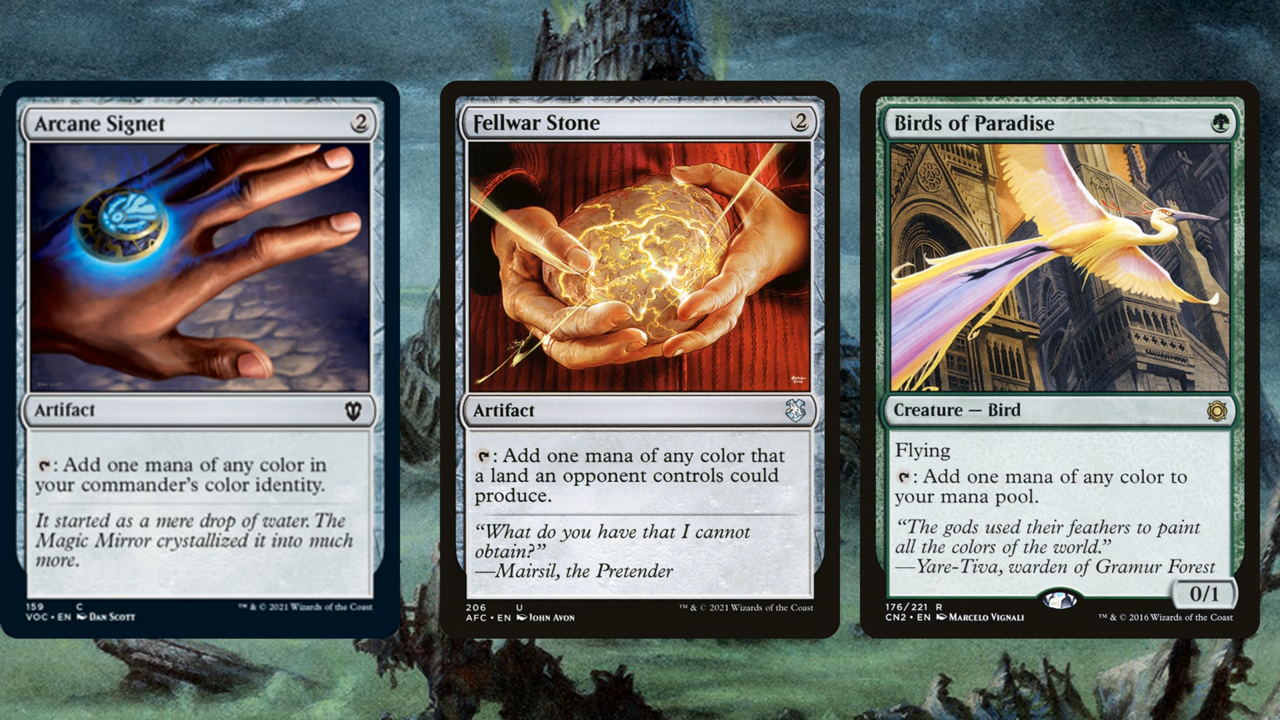 Arcane Signet 2
Artifact
: Add one mana of any color in
your commander's color identity.
It started as a mere drop of water. The
Magic Mirror crystallized it into much
more.
159 C
VOC • EN DAN SCOTT
™ & © 2021 Wizards of the Coast
Fellwar Stone 2
Artifact
: Add one mana of any color that
a land an opponent controls could
produce.
"What do you have that I cannot
obtain?"
—Mairsil, the Pretender
206 U
AFC • EN JOHN AVON
™ & © 2021 Wizards of the Coast
Birds of Paradise
Creature — Bird
Flying
: Add one mana of any color to
your mana pool.
"The gods used their feathers to paint
all the colors of the world."
—Yare-Tiva, warden of Gramur Forest
0/1
176/221 R
CN2 • EN MARCELO VIGNALI
™ & © 2016 Wizards of the Coast